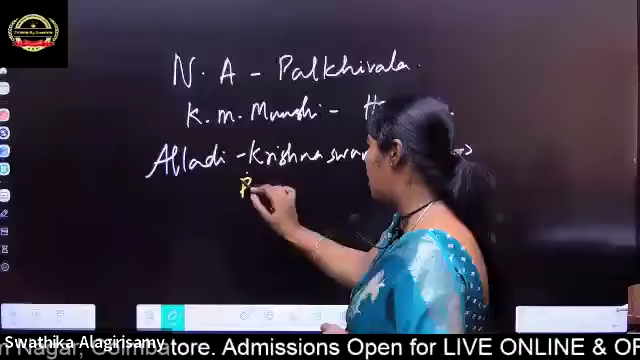 N. A - Palkhivala.
K. M. Munshi - H
Alladi - Krishnaswa
P
Swathika Alagirisamy
Nagar, Coimbatore. Admissions Open for LIVE ONLINE & OF